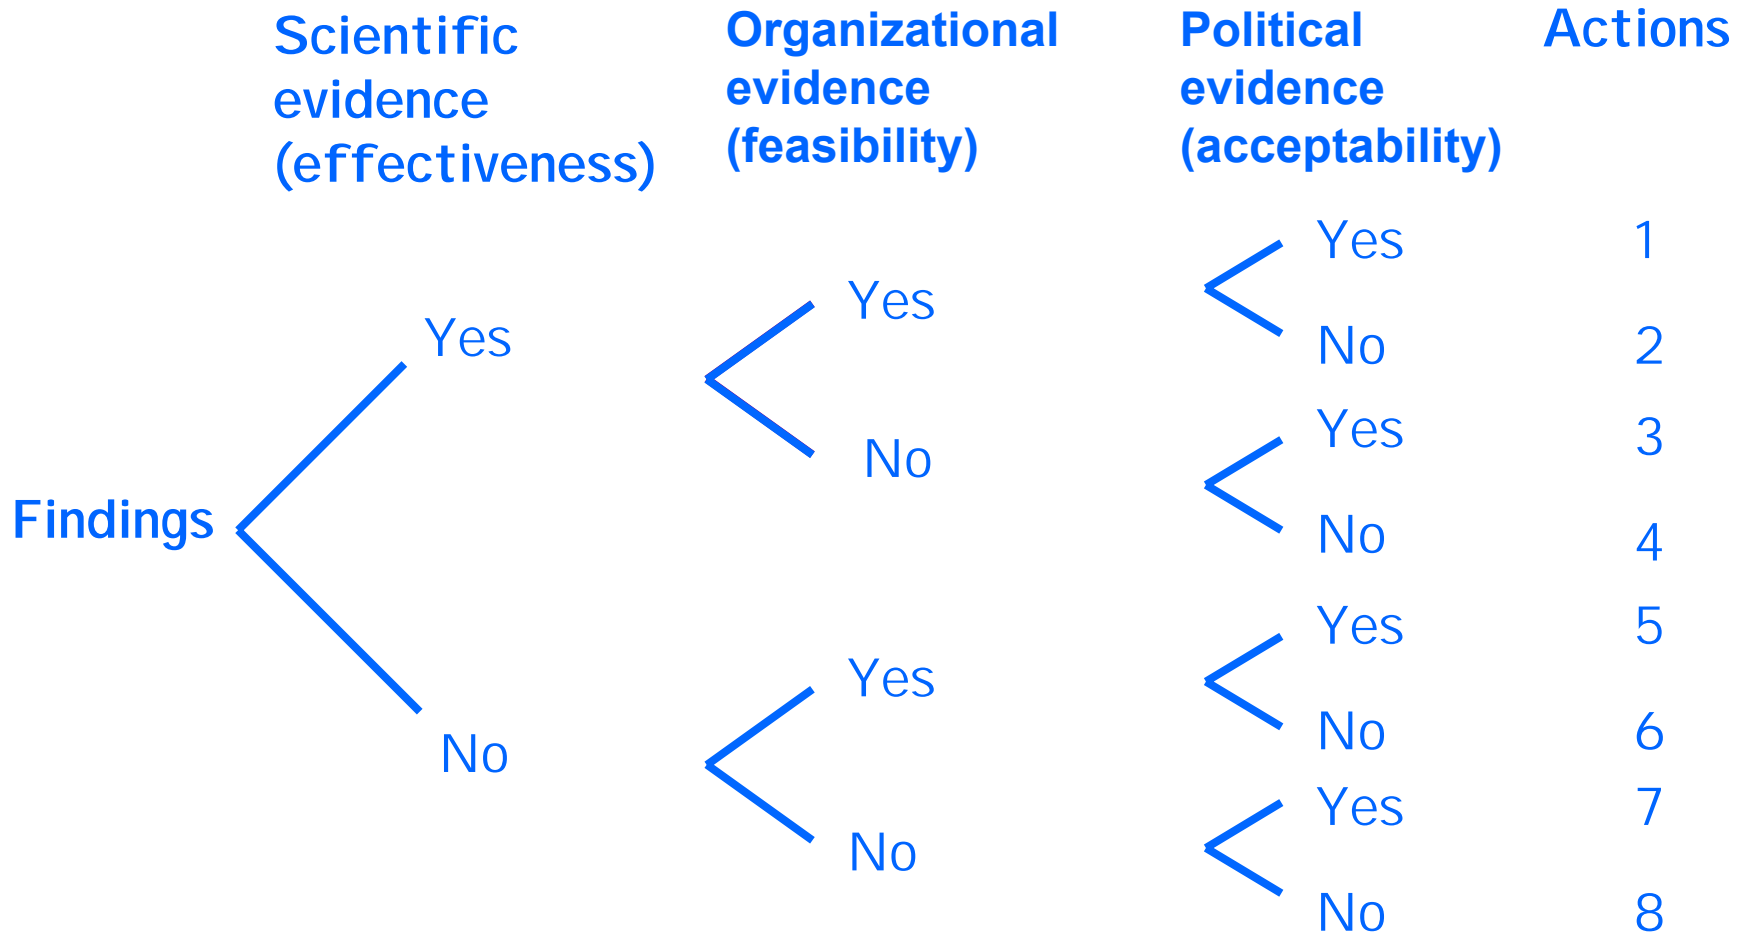 Scientific
evidence
(effectiveness)
Organizational
evidence
(feasibility)
Political
evidence
(acceptability)
Actions
Findings
Yes
No
Yes
No
Yes
No
Yes 1
No 2
Yes 3
No 4
Yes 5
No 6
Yes 7
No 8